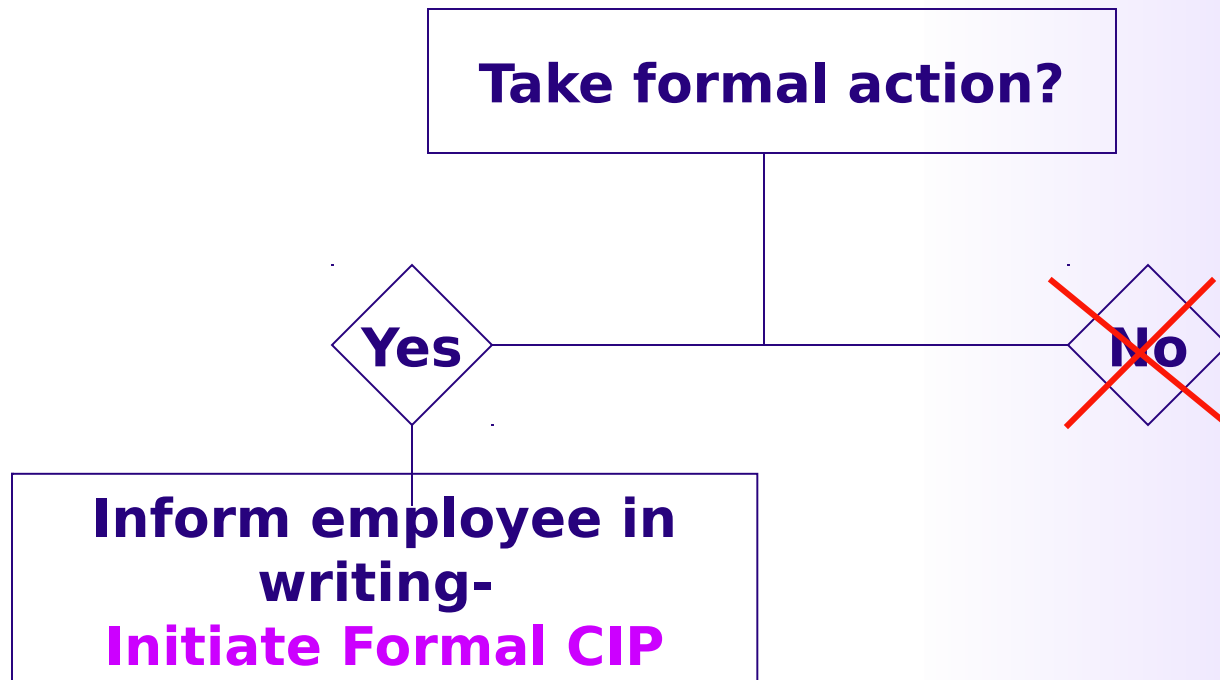 Take formal action?
Yes
No
Inform employee in
writing-
Initiate Formal CIP